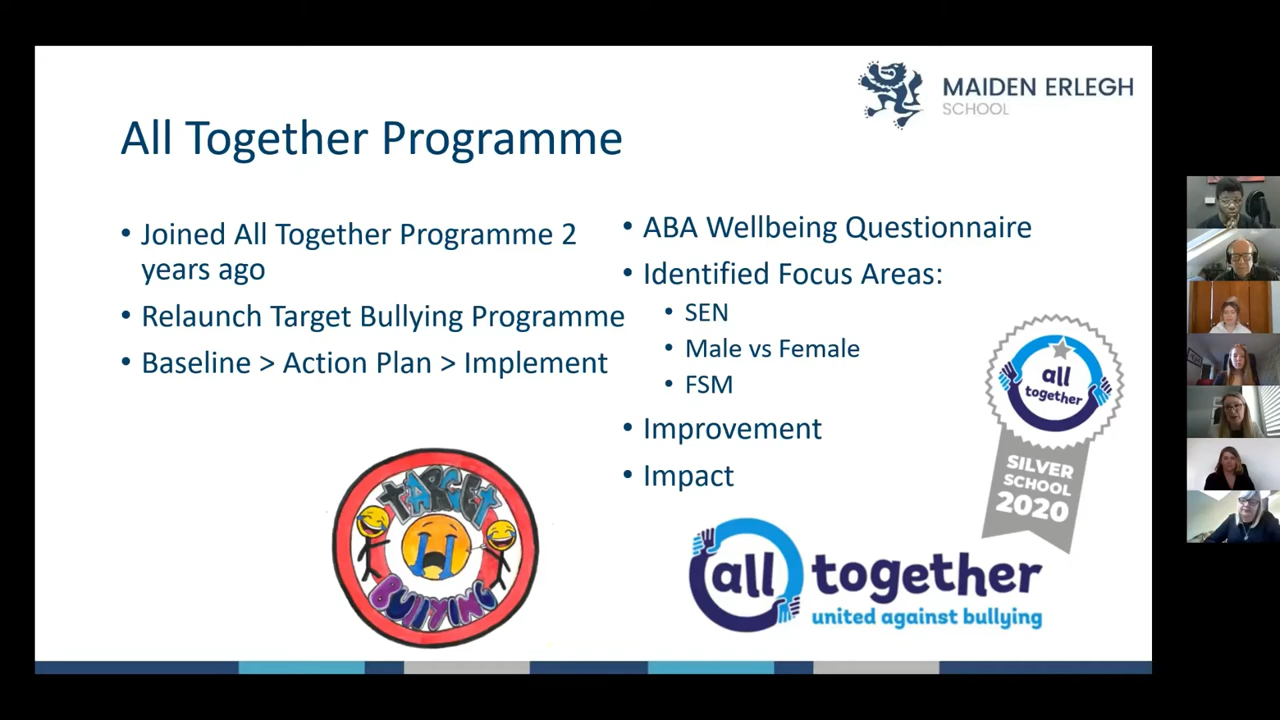 MAIDEN ERLEGH
SCHOOL
All Together Programme
• Joined All Together Programme 2
years ago
• Relaunch Target Bullying Programme
• Baseline > Action Plan > Implement
• ABA Wellbeing Questionnaire
• Identified Focus Areas:
• SEN
• Male vs Female
• FSM
• Improvement
• Impact
TARGET
BULLYING
all
together
SILVER
SCHOOL
2020
all together
united against bullying